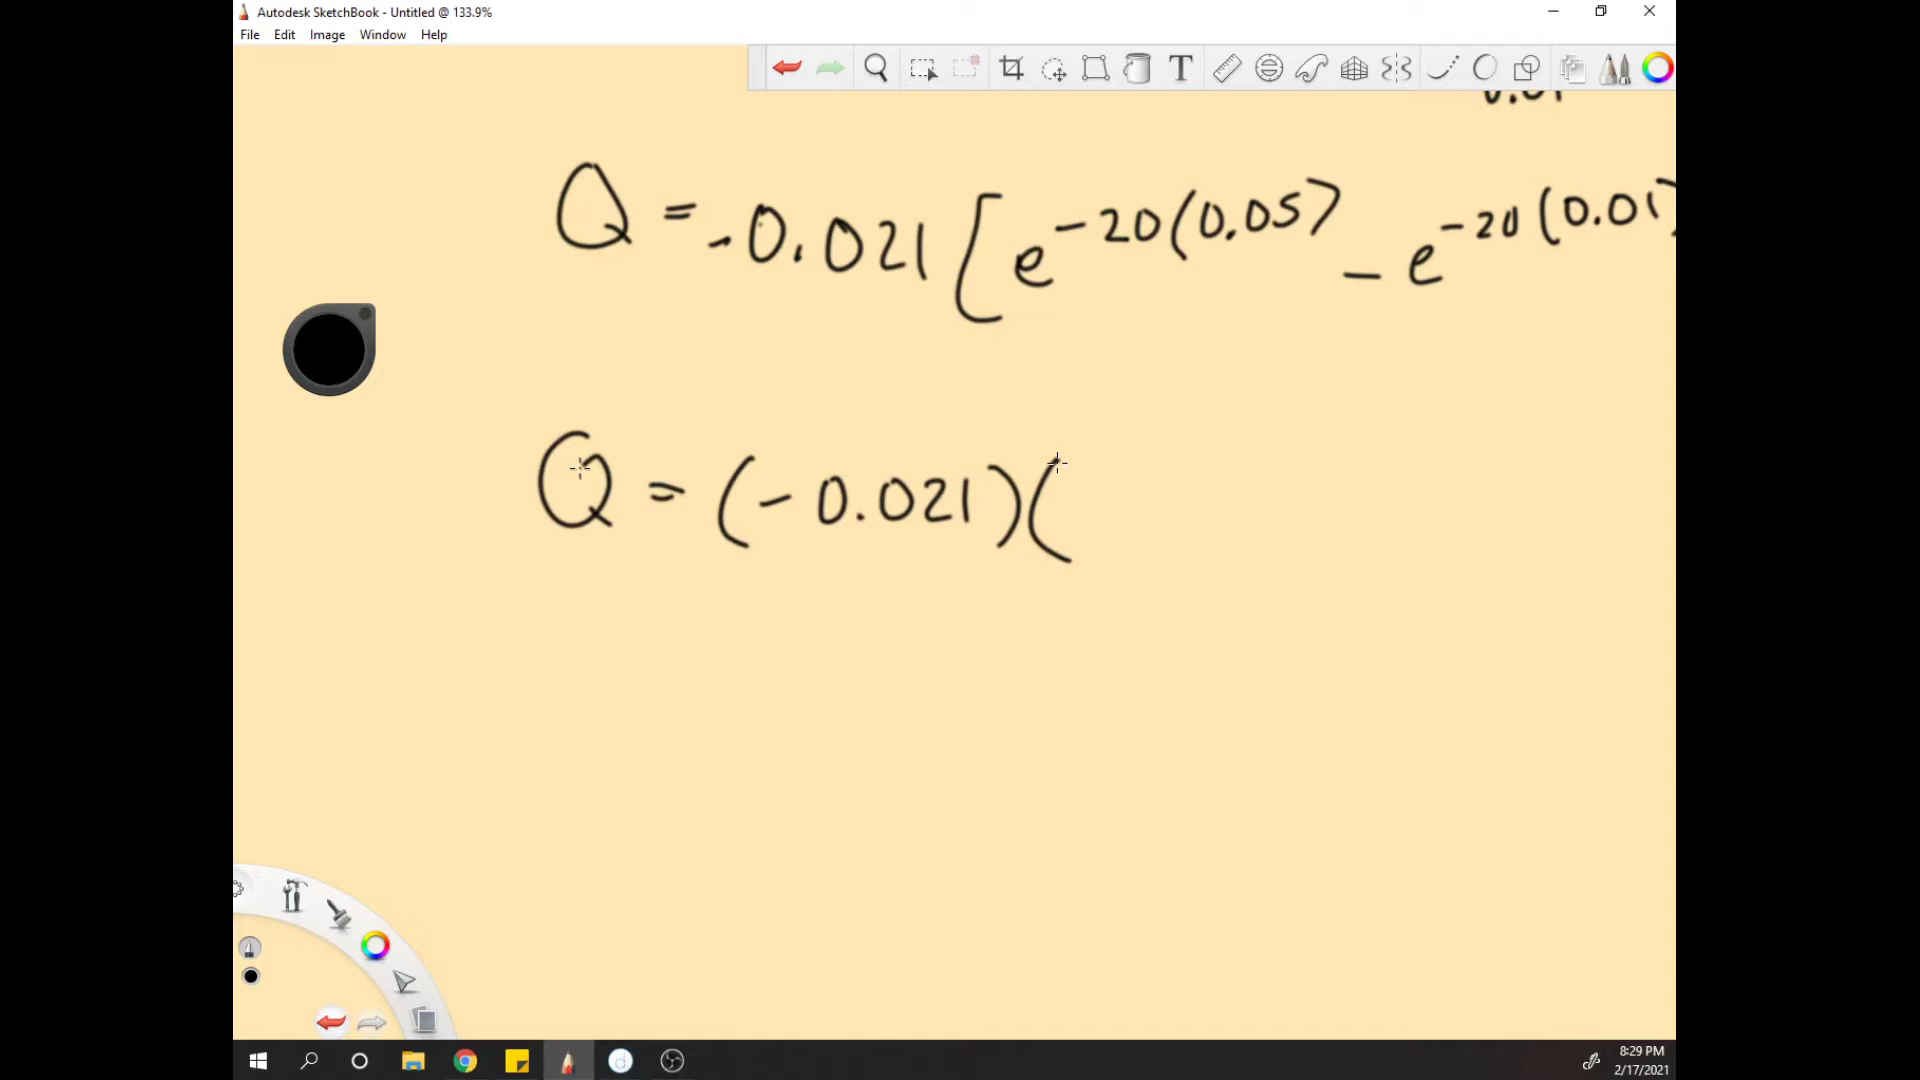 Autodesk SketchBook - Untitled @ 133.9%
File Edit Image Window Help
T
Q = -0.021 [ e^-20(0.05) - e^-20(0.01)
Q = (-0.021)(
8:29 PM
2/17/2021